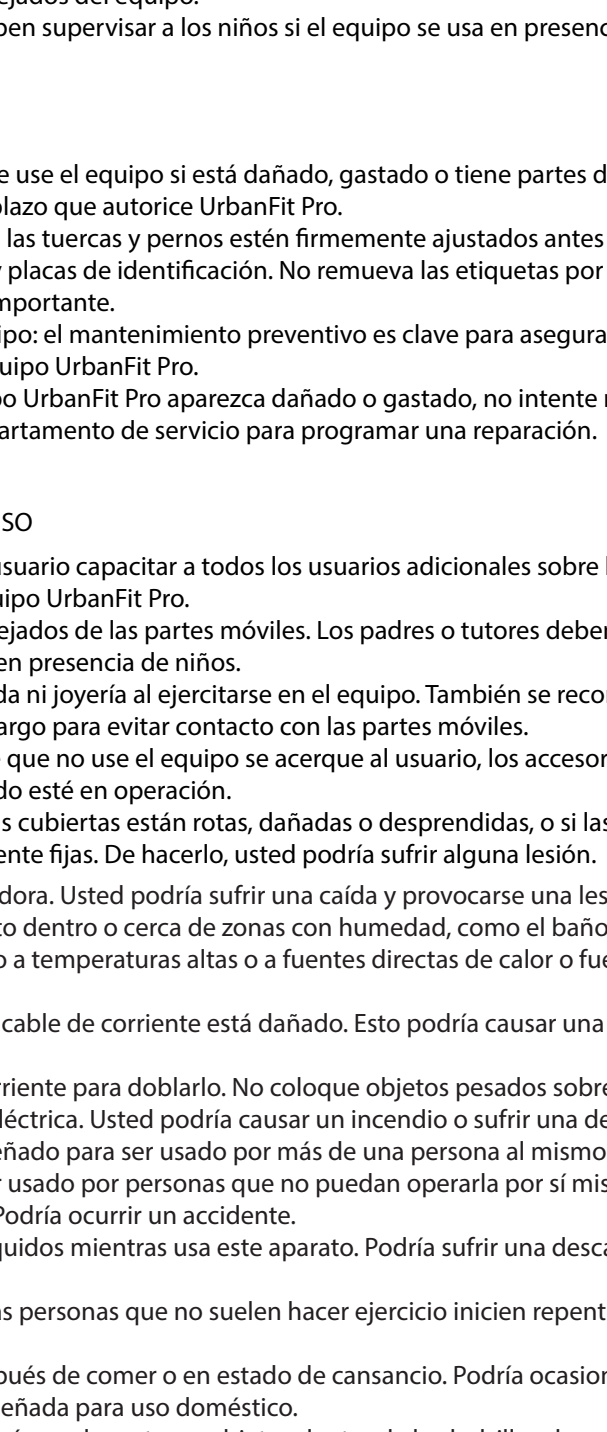 ejados del equipo.
en supervisar a los niños si el equipo se usa en presenc
e use el equipo si está dañado, gastado o tiene partes d
plazo que autorice UrbanFit Pro.
las tuercas y pernos estén firmemente ajustados antes
y placas de identificación. No remueva las etiquetas por
mportante.
ipo: el mantenimiento preventivo es clave para asegura
uipo UrbanFit Pro.
po UrbanFit Pro aparezca dañado o gastado, no intente
artamento de servicio para programar una reparación.
SO
usuario capacitar a todos los usuarios adicionales sobre
uipo UrbanFit Pro.
ejados de las partes móviles. Los padres o tutores deber
en presencia de niños.
da ni joyería al ejercitarse en el equipo. También se reco
argo para evitar contacto con las partes móviles.
que no use el equipo se acerque al usuario, los accesor
do esté en operación.
s cubiertas están rotas, dañadas o desprendidas, o si las
ente fijas. De hacerlo, usted podría sufrir alguna lesión.
dora. Usted podría sufrir una caída y provocarse una les
to dentro o cerca de zonas con humedad, como el baño
o a temperaturas altas o a fuentes directas de calor o fue
cable de corriente está dañado. Esto podría causar una
rriente para doblarlo. No coloque objetos pesados sobre
léctrica. Usted podría causar un incendio o sufrir una de
eñado para ser usado por más de una persona al mismo
r usado por personas que no puedan operarla por sí mis
Podría ocurrir un accidente.
quidos mientras usa este aparato. Podría sufrir una desca
as personas que no suelen hacer ejercicio inicien repent
pués de comer o en estado de cansancio. Podría ocasion
eñada para uso doméstico.